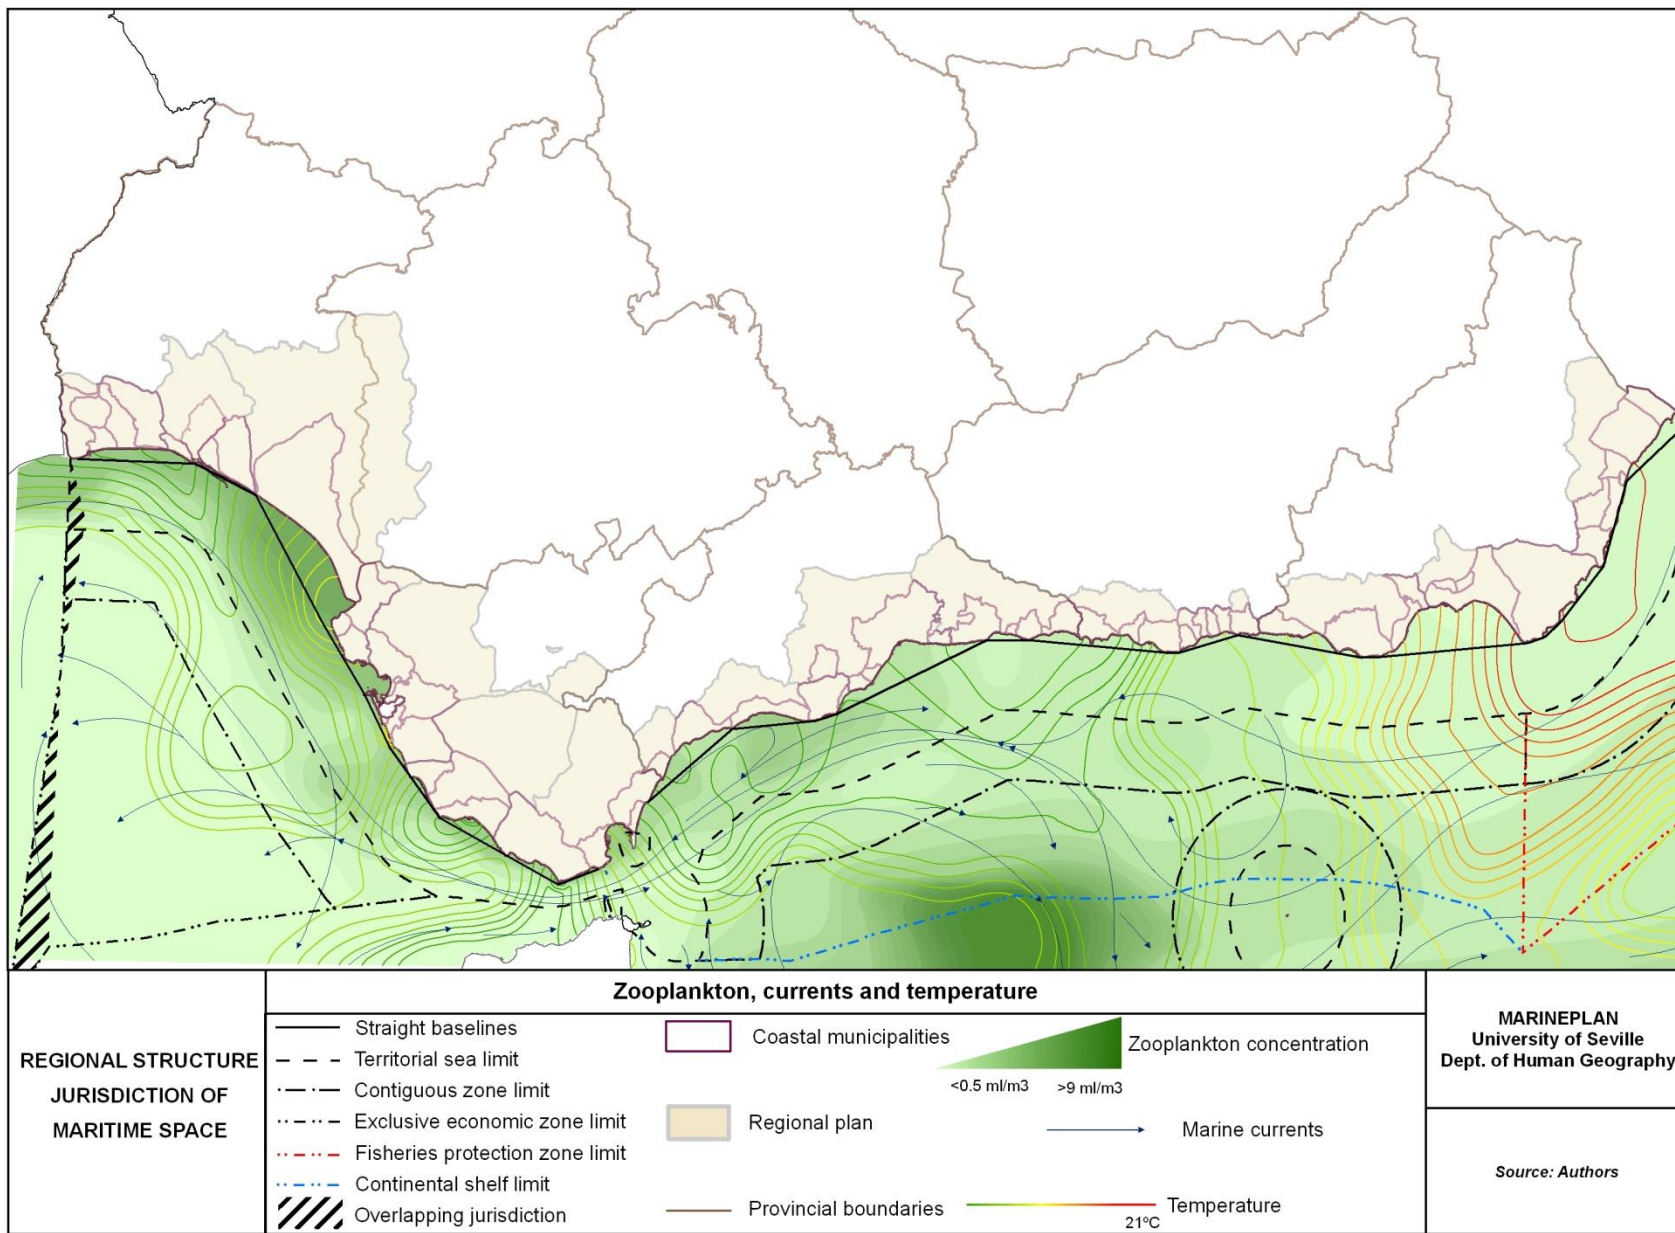 Zooplankton, currents and temperature
REGIONAL STRUCTURE
JURISDICTION OF
MARITIME SPACE
Straight baselines
Territorial sea limit
Contiguous zone limit
Exclusive economic zone limit
Fisheries protection zone limit
Continental shelf limit
Overlapping jurisdiction
Coastal municipalities
Regional plan
Provincial boundaries
Zooplankton concentration
<0.5 ml/m3 >9 ml/m3
Marine currents
Temperature
21ºC
MARINEPLAN
University of Seville
Dept. of Human Geography
Source: Authors